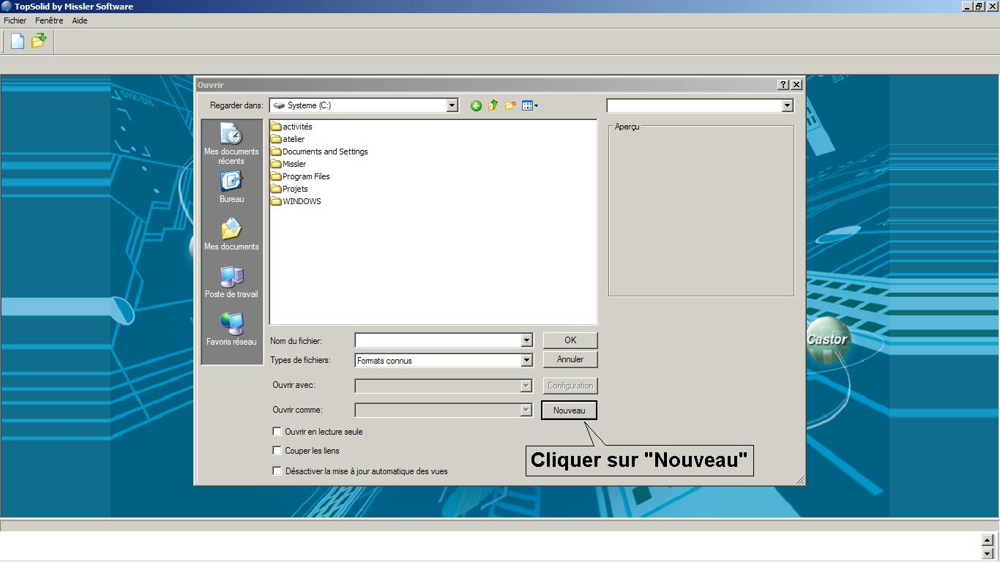 TopSolid by Missler Software
Fichier Fenêtre Aide
Ouvrir
Regarder dans: Systeme (C:)
Mes documents
récents
Bureau
Mes documents
Poste de travail
Favoris réseau
activités
atelier
Documents and Settings
Missler
Program Files
Projets
WINDOWS
Aperçu
Nom du fichier: OK
Types de fichiers: Formats connus Annuler
Ouvrir avec: Configuration
Ouvrir comme: Nouveau
Ouvrir en lecture seule
Couper les liens
Désactiver la mise à jour automatique des vues
Cliquer sur "Nouveau"
Castor